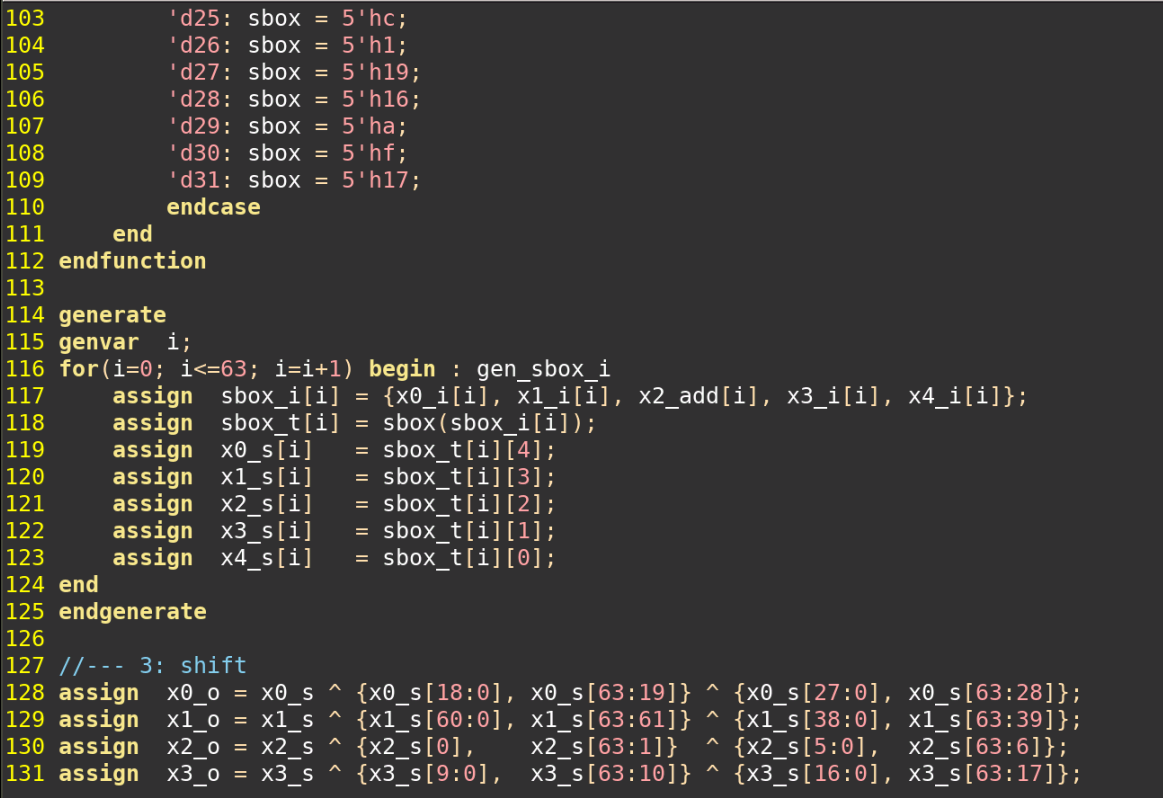 103         'd25: sbox = 5'hc;
104         'd26: sbox = 5'h1;
105         'd27: sbox = 5'h19;
106         'd28: sbox = 5'h16;
107         'd29: sbox = 5'ha;
108         'd30: sbox = 5'hf;
109         'd31: sbox = 5'h17;
110         endcase
111     end
112 endfunction
113
114 generate
115 genvar  i;
116 for(i=0; i<=63; i=i+1) begin : gen_sbox_i
117     assign  sbox_i[i] = {x0_i[i], x1_i[i], x2_add[i], x3_i[i], x4_i[i]};
118     assign  sbox_t[i] = sbox(sbox_i[i]);
119     assign  x0_s[i]   = sbox_t[i][4];
120     assign  x1_s[i]   = sbox_t[i][3];
121     assign  x2_s[i]   = sbox_t[i][2];
122     assign  x3_s[i]   = sbox_t[i][1];
123     assign  x4_s[i]   = sbox_t[i][0];
124 end
125 endgenerate
126
127 //--- 3: shift
128 assign  x0_o = x0_s ^ {x0_s[18:0], x0_s[63:19]} ^ {x0_s[27:0], x0_s[63:28]};
129 assign  x1_o = x1_s ^ {x1_s[60:0], x1_s[63:61]} ^ {x1_s[38:0], x1_s[63:39]};
130 assign  x2_o = x2_s ^ {x2_s[0],    x2_s[63:1]}  ^ {x2_s[5:0],  x2_s[63:6]};
131 assign  x3_o = x3_s ^ {x3_s[9:0],  x3_s[63:10]} ^ {x3_s[16:0], x3_s[63:17]};